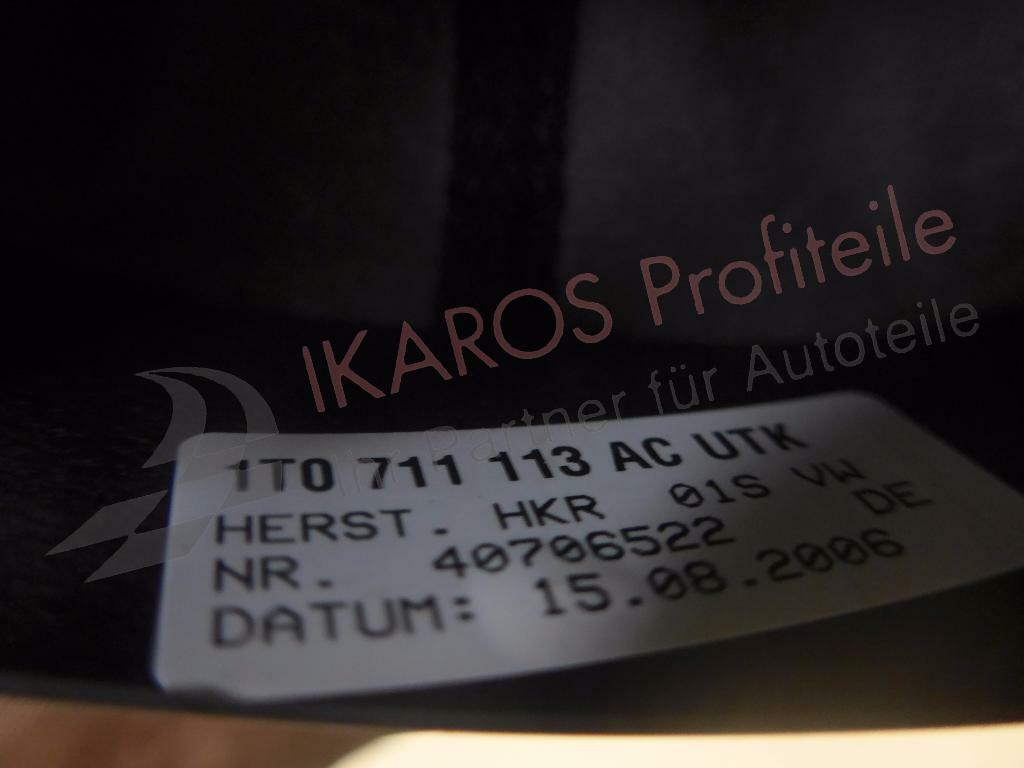 IKAROS Profiteile
Ihr Partner für Autoteile
1T0 711 113 AC UTK
HERST. HKR 01S VW
NR. 40706522 DE
DATUM: 15.08.2006